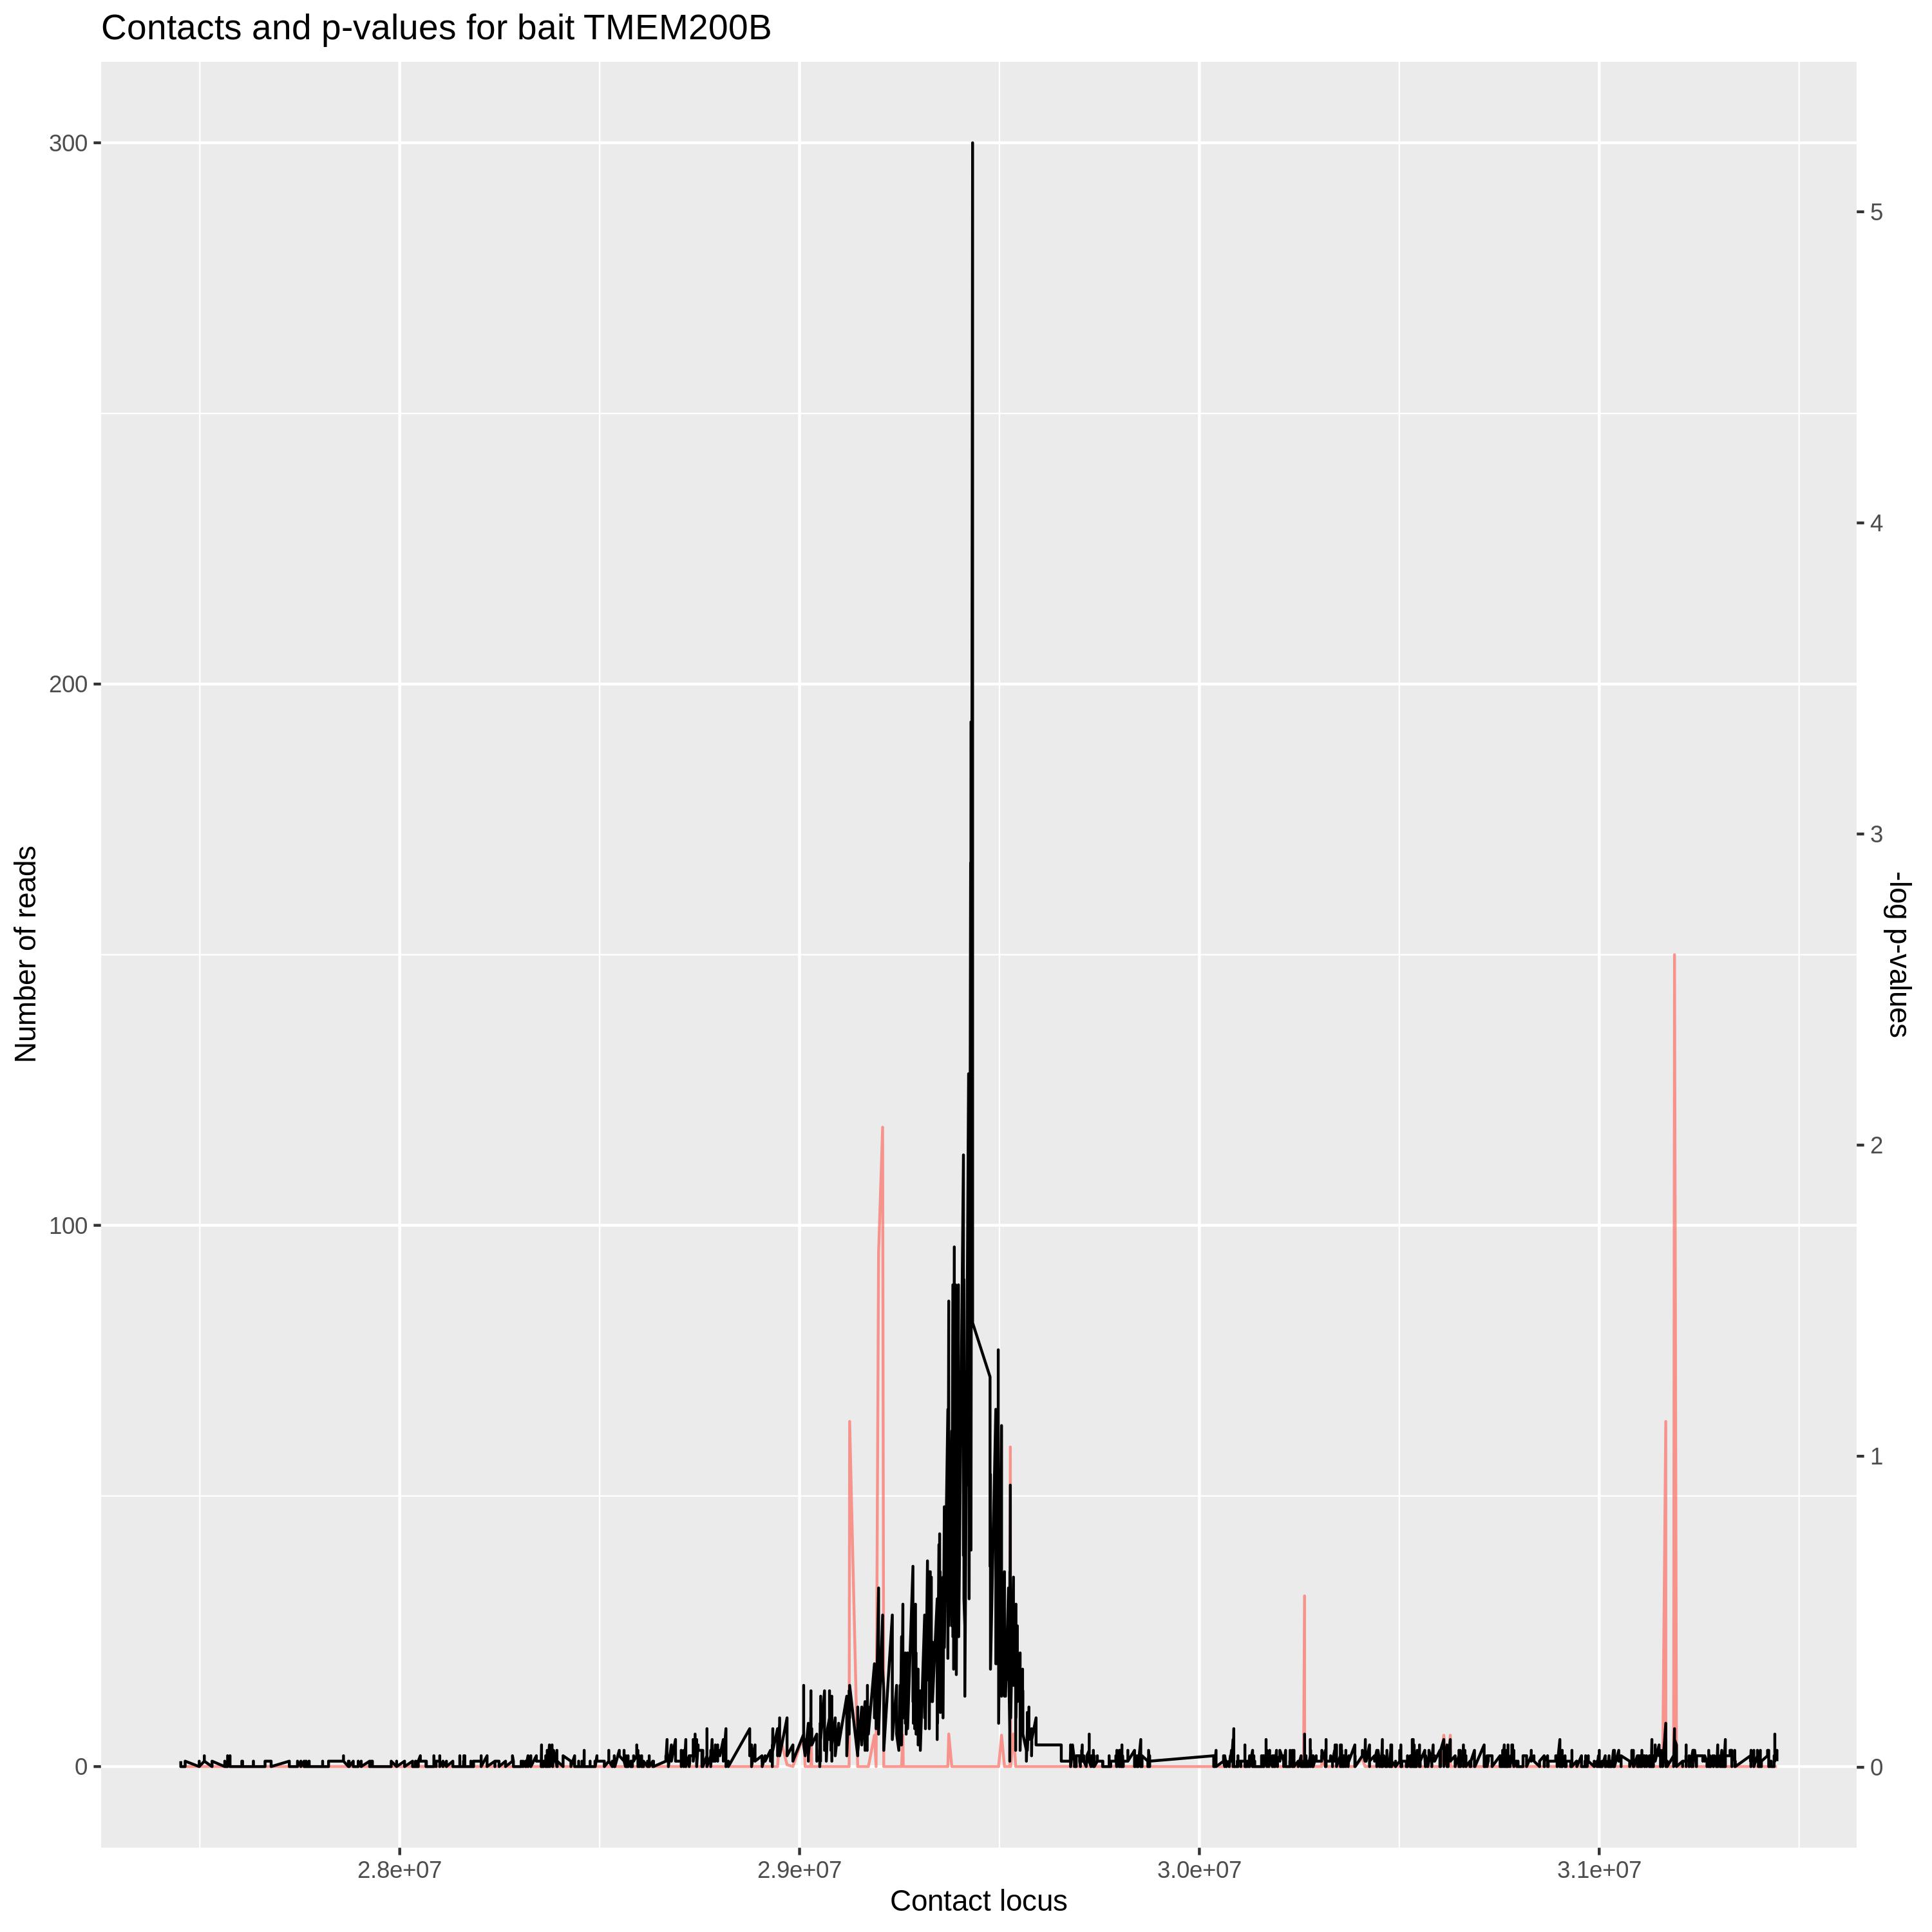 Contacts and p-values for bait TMEM200B
300
200
100
0
Number of reads
5
4
3
2
1
0
-log p-values
2.8e+07
2.9e+07
3.0e+07
3.1e+07
Contact locus